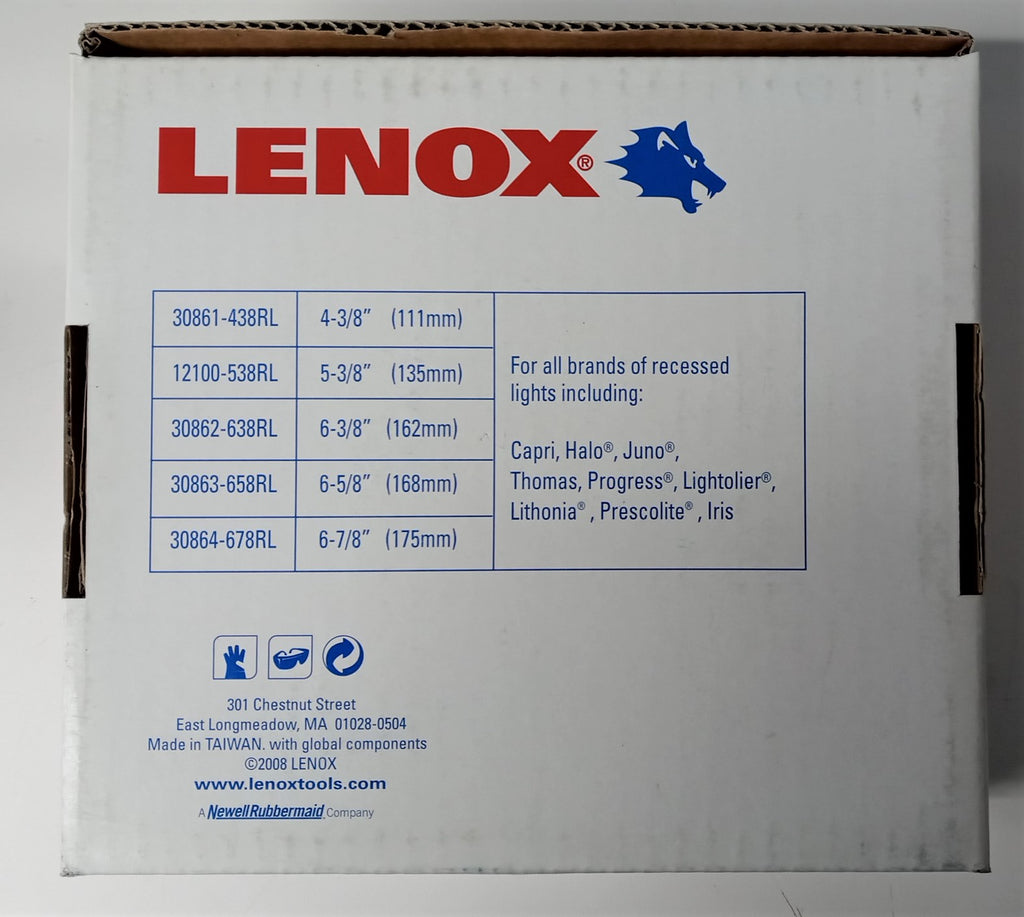 LENOX®
30861-438RL 4-3/8” (111mm)
12100-538RL 5-3/8” (135mm)
30862-638RL 6-3/8” (162mm)
30863-658RL 6-5/8” (168mm)
30864-678RL 6-7/8” (175mm)
For all brands of recessed
lights including:
Capri, Halo®, Juno®,
Thomas, Progress®, Lightolier®,
Lithonia® , Prescolite® , Iris
301 Chestnut Street
East Longmeadow, MA 01028-0504
Made in TAIWAN. with global components
©2008 LENOX
www.lenoxtools.com
A NewellRubbermaid Company